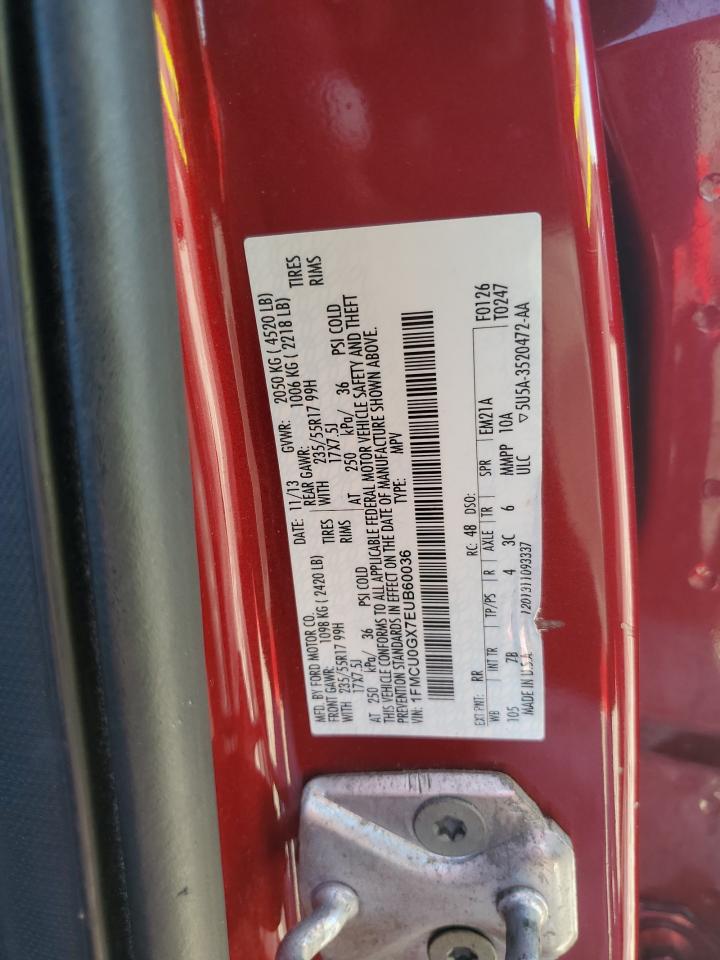 MFD. BY FORD MOTOR CO. DATE: 11/13 GVWR: 2050 KG ( 4520 LB)
FRONT GAWR: 1098 KG ( 2420 LB) REAR GAWR: 1006 KG ( 2218 LB)
WITH 235/55R17 99H TIRES WITH 235/55R17 99H TIRES
17X7.5J RIMS 17X7.5J RIMS
AT 250 kPa/ 36 PSI COLD AT 250 kPa/ 36 PSI COLD
THIS VEHICLE CONFORMS TO ALL APPLICABLE FEDERAL MOTOR VEHICLE SAFETY AND THEFT
PREVENTION STANDARDS IN EFFECT ON THE DATE OF MANUFACTURE SHOWN ABOVE.
VIN: 1FMCU0GX7EUB60036 TYPE: MPV
EXT PNT: RR RC: 48 DSO: F0126
WB INT TR TP/PS R AXLE TR SPR EM21A T0247
105 7B 4 3C 6 MMPP 10A
MADE IN U.S.A. 1201311093337 ULC ▽5U5A-3520472-AA